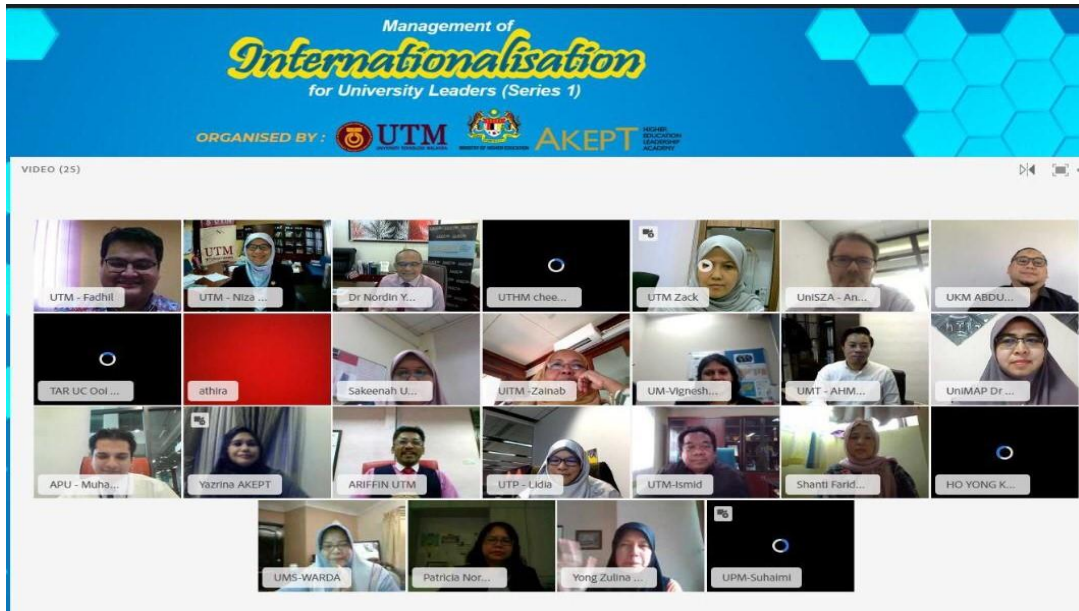 Management of
Internationalisation
for University Leaders (Series 1)
ORGANISED BY : UTM AKEPT HIGHER
EDUCATION
LEADERSHIP
ACADEMY
VIDEO (25)
UTM - Fadhil
UTM - Niza ...
Dr Nordin Y...
UTHM chee...
UTM Zack
UniSZA - An...
UKM ABDU...
TAR UC Ooi ...
athira
Sakeenah U...
UITM -Zainab
UM-Vignesh...
UMT - AHM...
UniMAP Dr ...
APU - Muha...
Yazrina AKEPT
ARIFFIN UTM
UTP - Lidia
UTM-Ismid
Shanti Farid...
HO YONG K...
UMS-WARDA
Patricia Nor...
Yong Zulina ...
UPM-Suhaimi